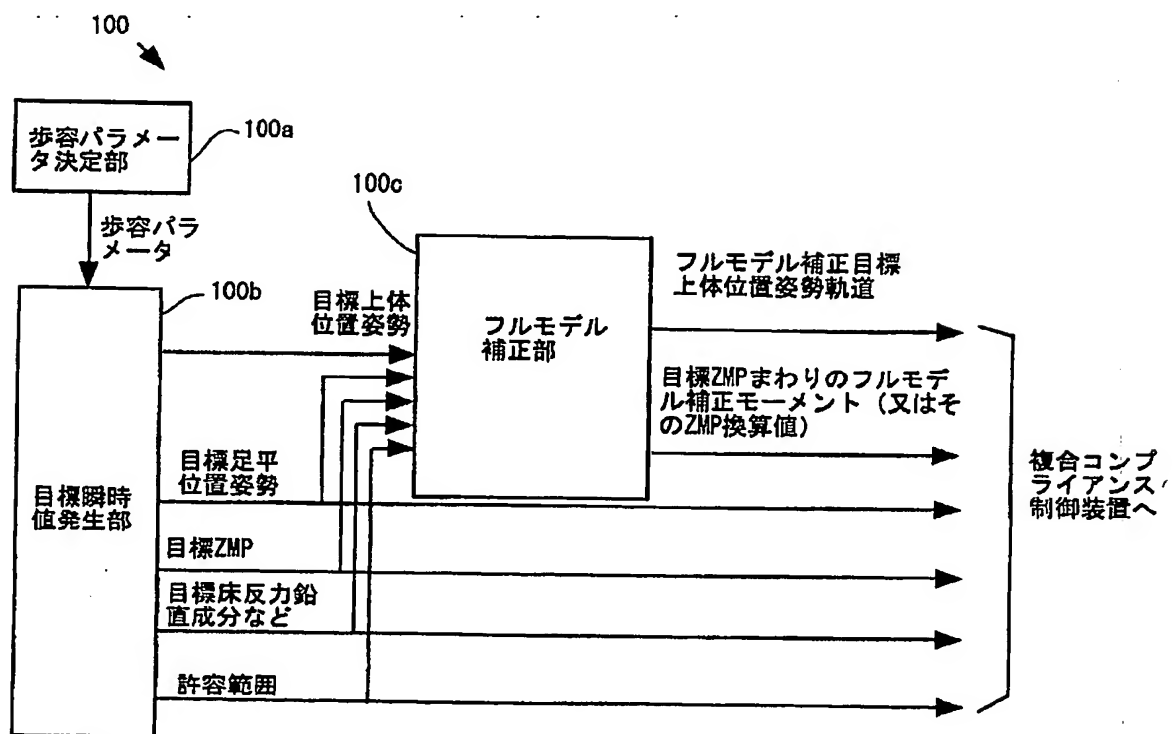 100
歩容パラメー
タ決定部
100a
歩容パラ
メータ
100b
目標瞬時
値発生部
100c
目標上体
位置姿勢
フルモデル
補正部
フルモデル補正目標
上体位置姿勢軌道
目標ZMPまわりのフルモデ
ル補正モーメント（又はそ
のZMP換算値）
目標足平
位置姿勢
目標ZMP
目標床反力鉛
直成分など
許容範囲
複合コンプ
ライアンス
制御装置へ